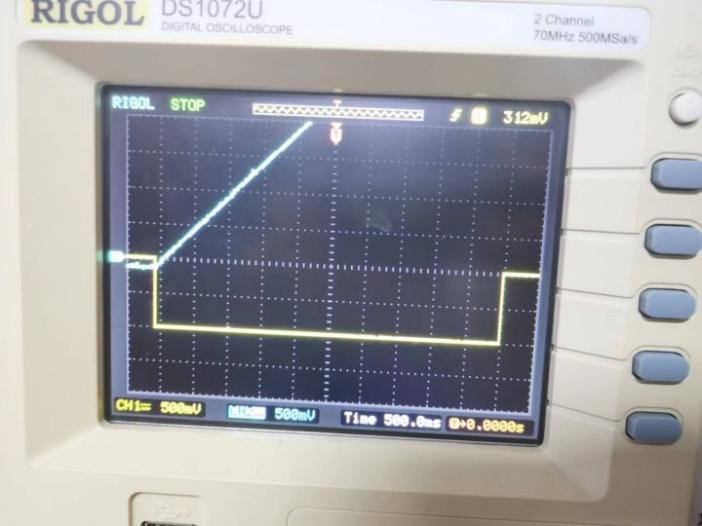 RIGOL DS1072U
DIGITAL OSCILLOSCOPE
2 Channel
70MHz 500MSa/s
RIGOL STOP 312mV
CH1= 500mV 500mV Time 500.0ms 0.0000s